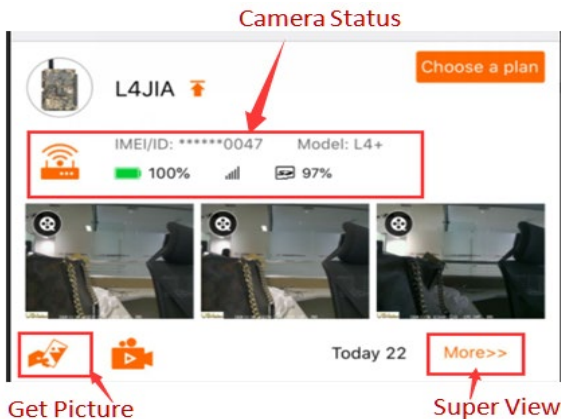 Camera Status
Choose a plan
L4JIA
IMEI/ID: ******0047 Model: L4+
100% 97%
Today 22 More>>
Get Picture Super View